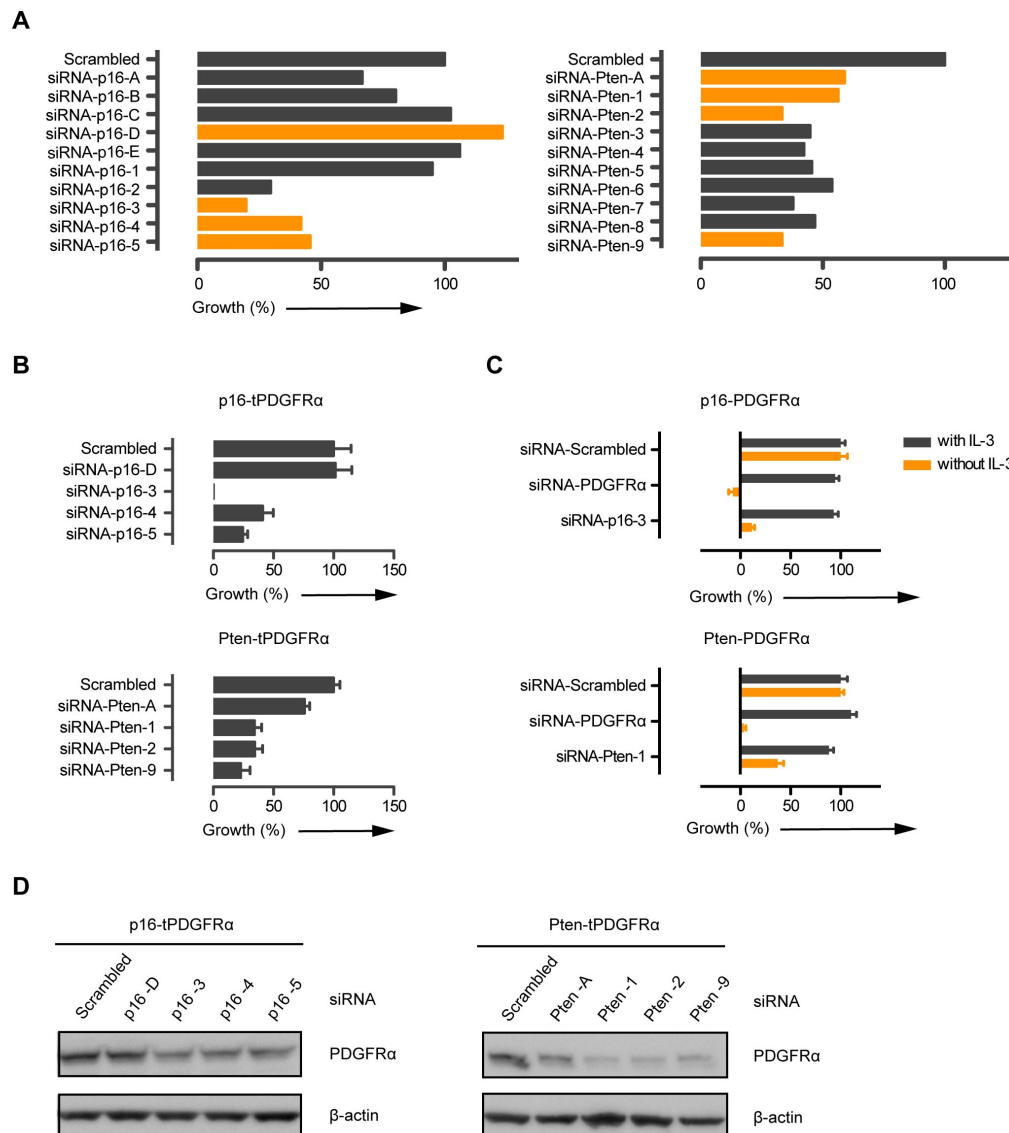 A
Scrambled
siRNA-p16-A
siRNA-p16-B
siRNA-p16-C
siRNA-p16-D
siRNA-p16-E
siRNA-p16-1
siRNA-p16-2
siRNA-p16-3
siRNA-p16-4
siRNA-p16-5
0 50 100
Growth (%)
Scrambled
siRNA-Pten-A
siRNA-Pten-1
siRNA-Pten-2
siRNA-Pten-3
siRNA-Pten-4
siRNA-Pten-5
siRNA-Pten-6
siRNA-Pten-7
siRNA-Pten-8
siRNA-Pten-9
0 50 100
B
p16-tPDGFRα
Scrambled
siRNA-p16-D
siRNA-p16-3
siRNA-p16-4
siRNA-p16-5
0 50 100 150
Growth (%)
Pten-tPDGFRα
Scrambled
siRNA-Pten-A
siRNA-Pten-1
siRNA-Pten-2
siRNA-Pten-9
0 50 100 150
Growth (%)
C
p16-PDGFRα
with IL-3
without IL-3
siRNA-Scrambled
siRNA-PDGFRα
siRNA-p16-3
0 50 100
Growth (%)
Pten-PDGFRα
siRNA-Scrambled
siRNA-PDGFRα
siRNA-Pten-1
0 50 100
Growth (%)
D
p16-tPDGFRα
Scrambled
p16 -D
p16 -3
p16 -4
p16 -5
siRNA
PDGFRα
β-actin
Pten-tPDGFRα
Scrambled
Pten -A
Pten -1
Pten -2
Pten -9
siRNA
PDGFRα
β-actin